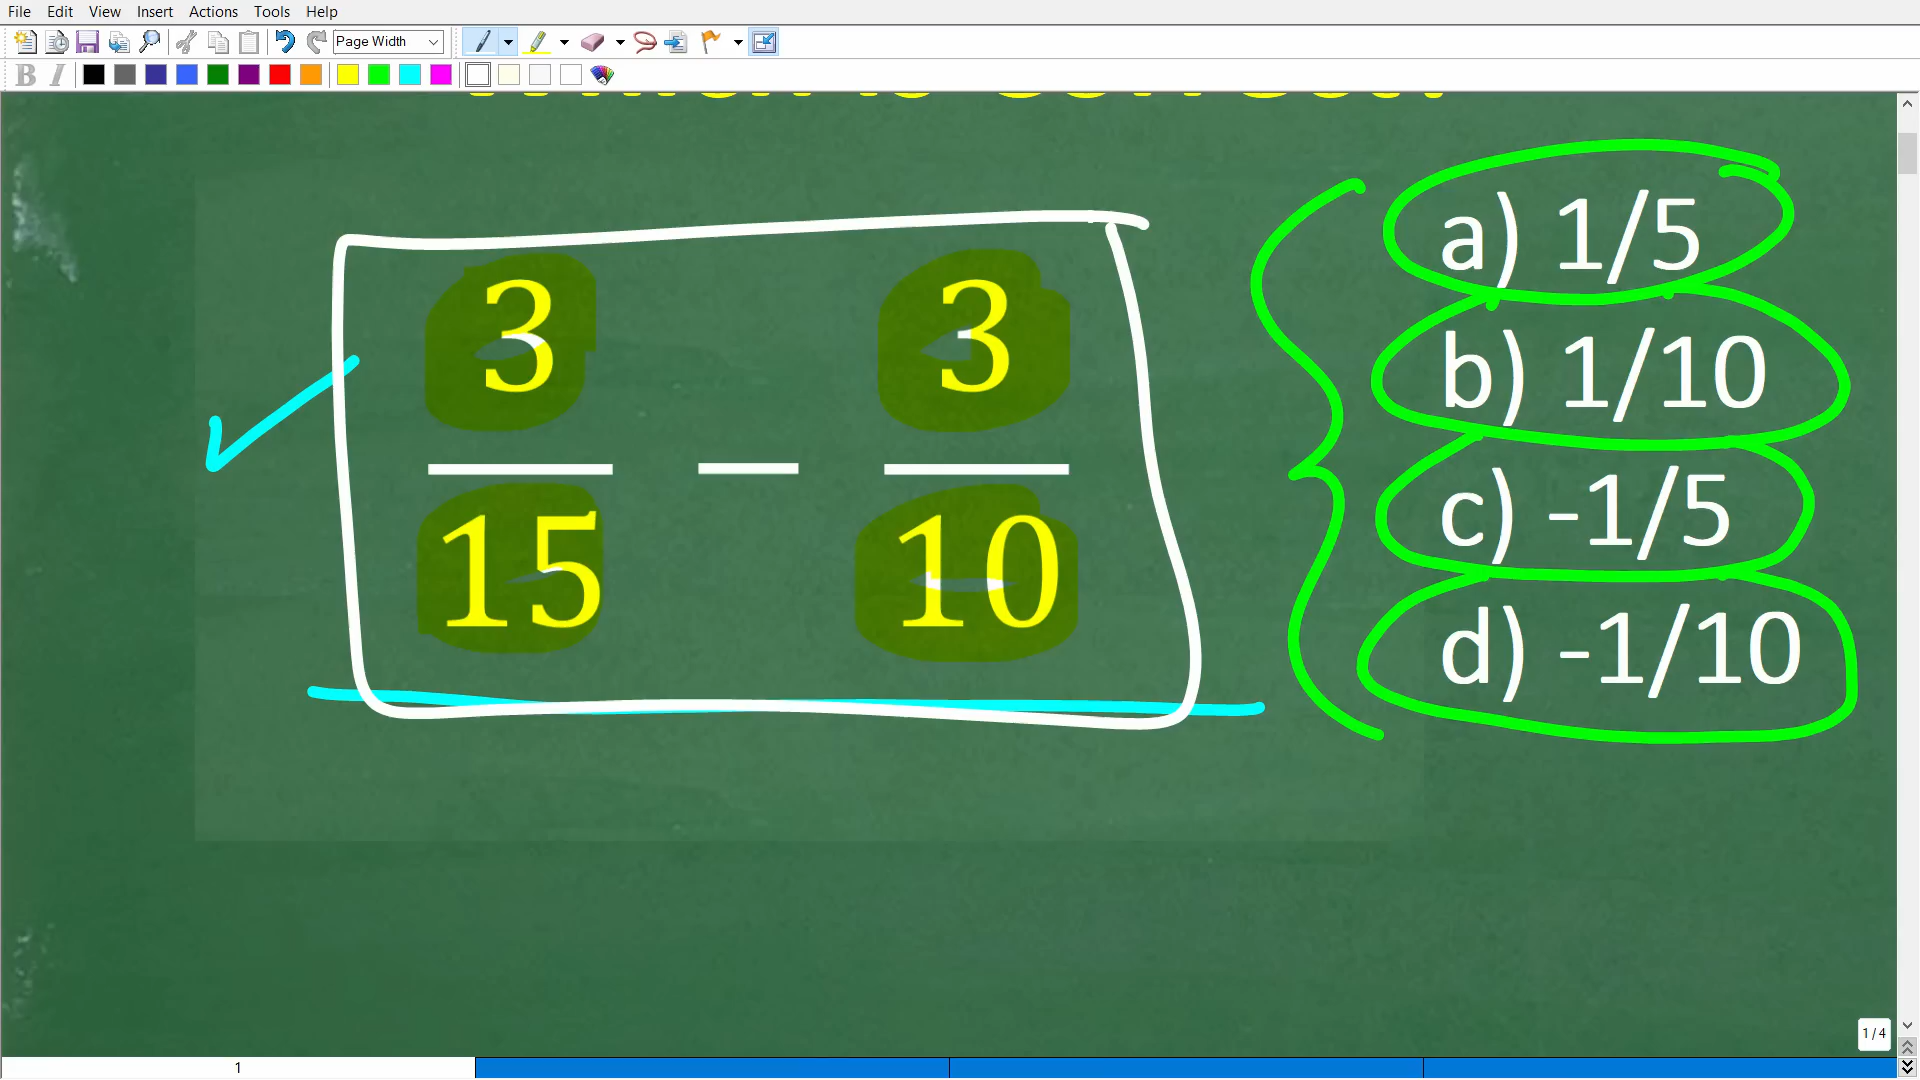 File Edit View Insert Actions Tools Help
Page Width
B I
3 — 3
15 10
a) 1/5
b) 1/10
c) -1/5
d) -1/10
1 / 4
1